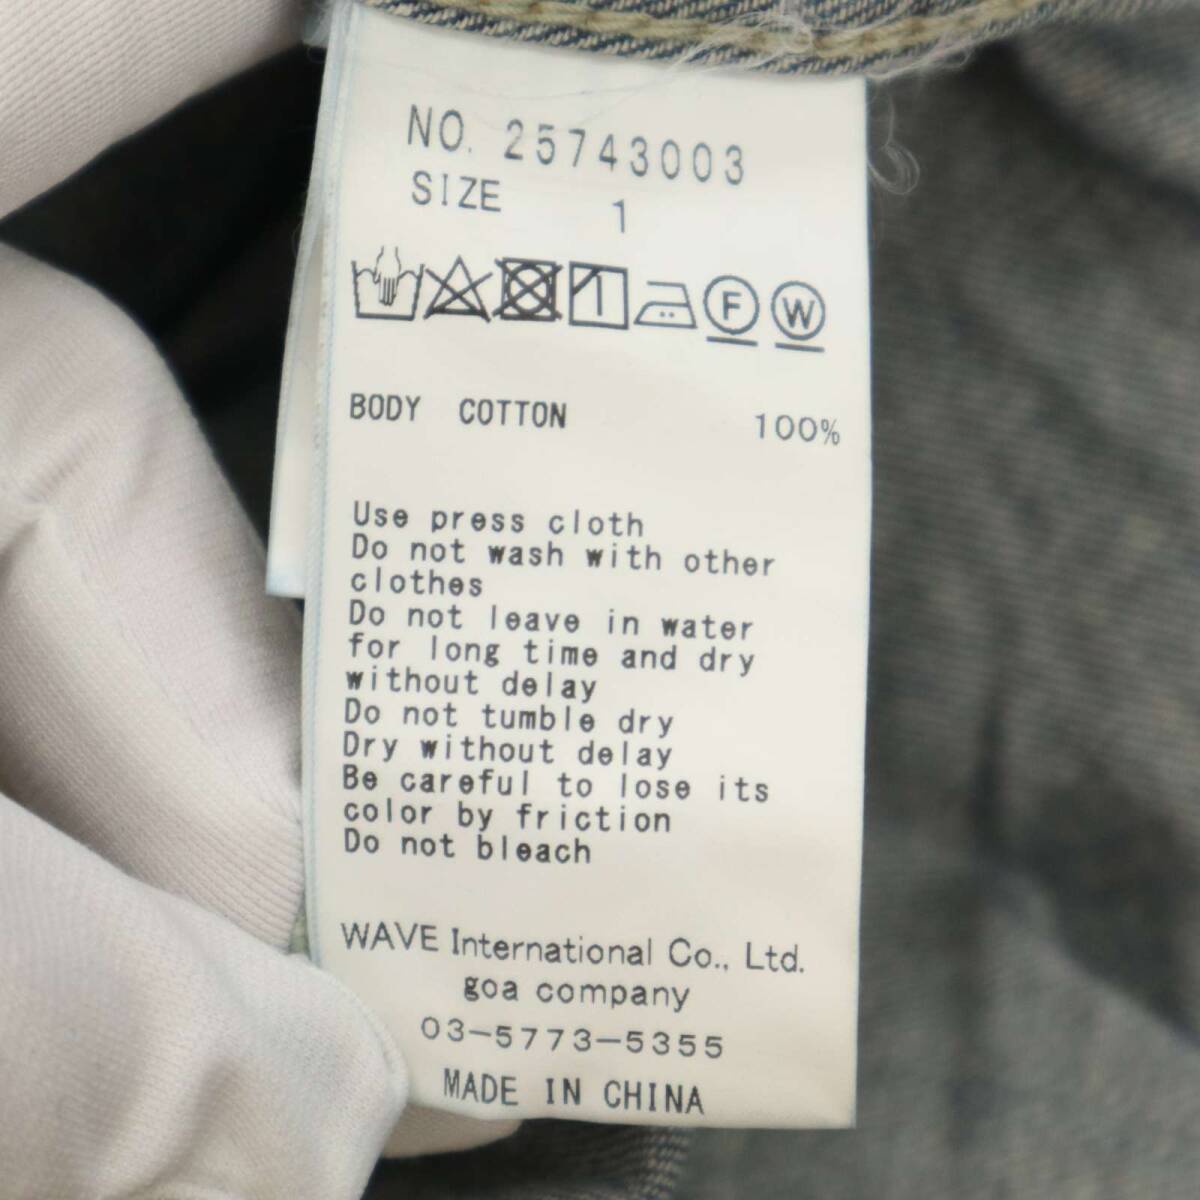 NO. 25743003
SIZE 1
F W
BODY COTTON 100%
Use press cloth
Do not wash with other
clothes
Do not leave in water
for long time and dry
without delay
Do not tumble dry
Dry without delay
Be careful to lose its
color by friction
Do not bleach
WAVE International Co., Ltd.
goa company
03-5773-5355
MADE IN CHINA